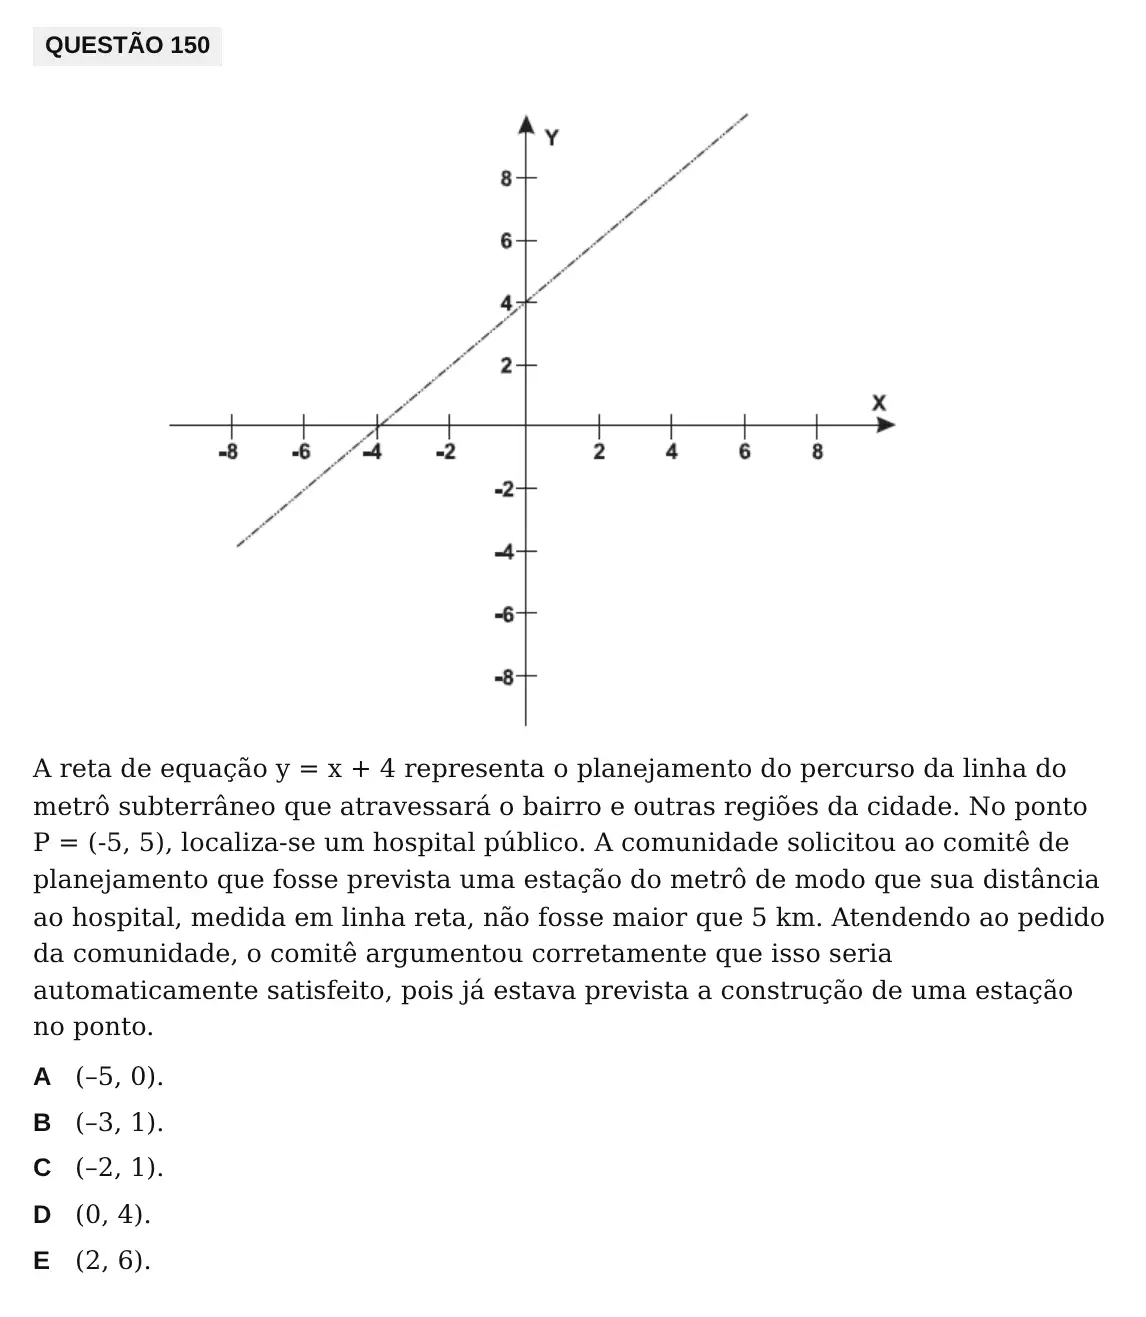 QUESTÃO 150
Y
8
6
4
2
X
-8 -6 -4 -2 2 4 6 8
-2
-4
-6
-8
A reta de equação y = x + 4 representa o planejamento do percurso da linha do
metrô subterrâneo que atravessará o bairro e outras regiões da cidade. No ponto
P = (-5, 5), localiza-se um hospital público. A comunidade solicitou ao comitê de
planejamento que fosse prevista uma estação do metrô de modo que sua distância
ao hospital, medida em linha reta, não fosse maior que 5 km. Atendendo ao pedido
da comunidade, o comitê argumentou corretamente que isso seria
automaticamente satisfeito, pois já estava prevista a construção de uma estação
no ponto.
A (–5, 0).
B (–3, 1).
C (–2, 1).
D (0, 4).
E (2, 6).